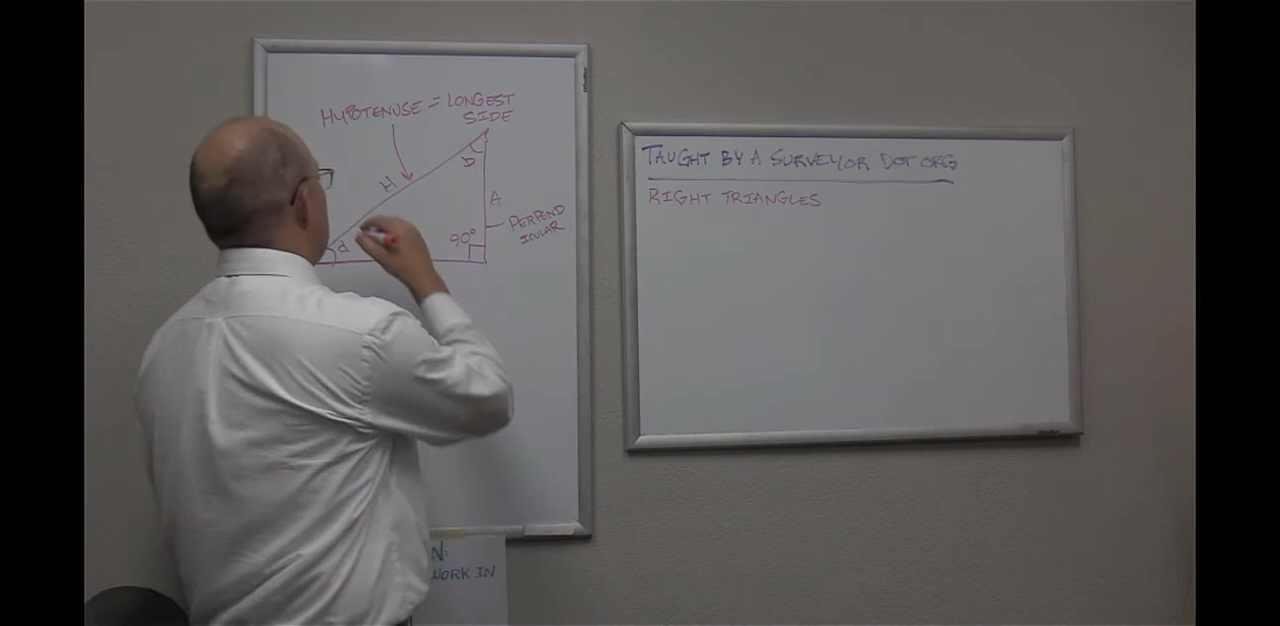 HYPOTENUSE = LONGEST
SIDE
H
D
A
90°
d
PERPEND
ICULAR
TAUGHT BY A SURVEYOR DOT ORG
RIGHT TRIANGLES
N:
WORK IN